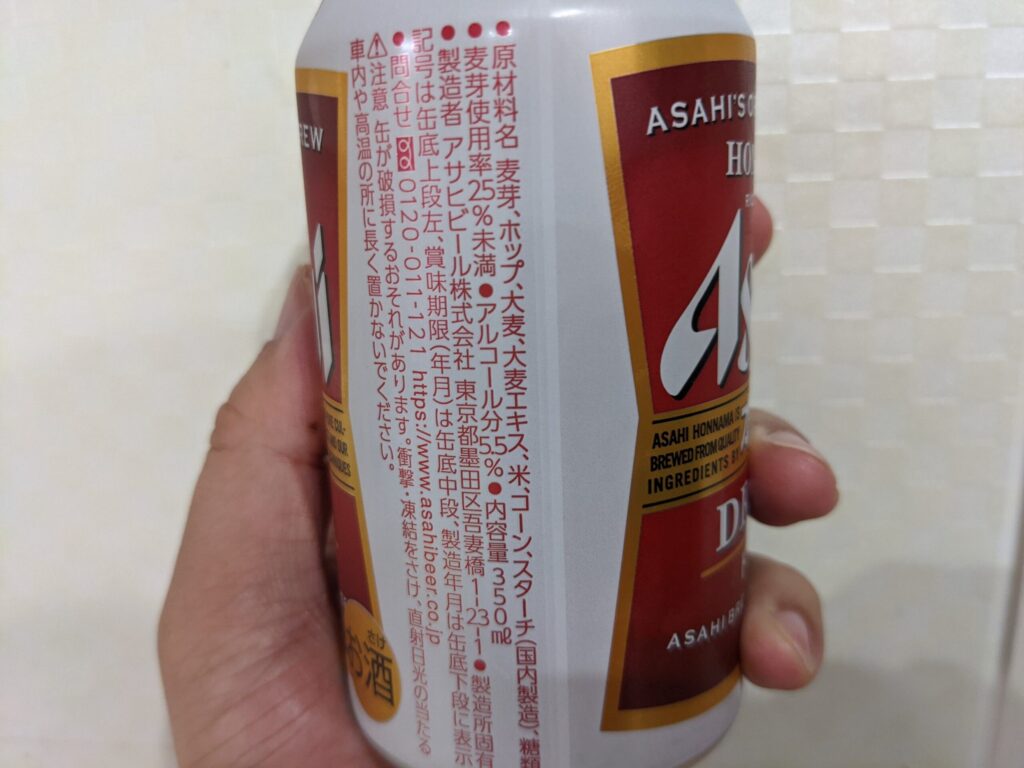 ●原材料名 麦芽、ホップ、大麦、大麦エキス、米、コーン、スターチ(国内製造)、糖類
●麦芽使用率25%未満●アルコール分5.5%●内容量350㎖
●製造者 アサヒビール株式会社 東京都墨田区吾妻橋1-23-1●製造所固有
記号は缶底上段左、賞味期限(年月)は缶底中段、製造年月は缶底下段に表示
●問合せ 0120-011-121 https://www.asahibeer.co.jp
⚠注意 缶が破損するおそれがあります。衝撃・凍結をさけ、直射日光の当たる
車内や高温の所に長く置かないでください。
お酒
さけ
ASAHI'S
ASAHI HONNAMA IS
BREWED FROM QUALITY
INGREDIENTS BY